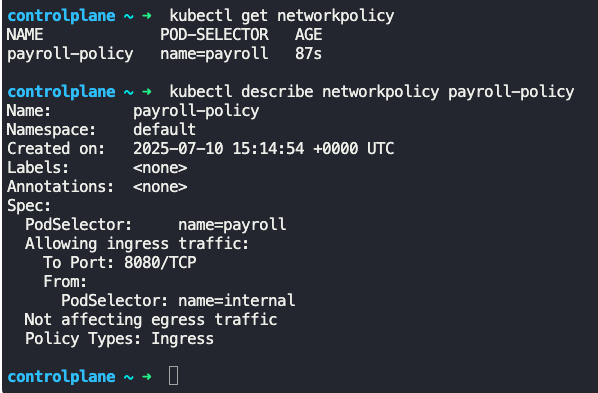 controlplane ~ ➜  kubectl get networkpolicy
NAME             POD-SELECTOR   AGE
payroll-policy   name=payroll   87s

controlplane ~ ➜  kubectl describe networkpolicy payroll-policy
Name:         payroll-policy
Namespace:    default
Created on:   2025-07-10 15:14:54 +0000 UTC
Labels:       <none>
Annotations:  <none>
Spec:
  PodSelector:     name=payroll
  Allowing ingress traffic:
    To Port: 8080/TCP
    From:
      PodSelector: name=internal
  Not affecting egress traffic
  Policy Types: Ingress

controlplane ~ ➜